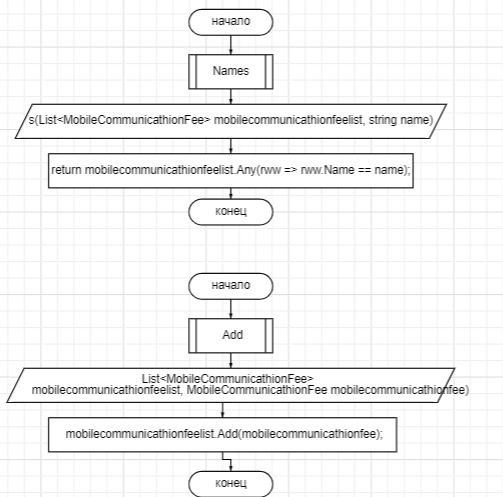 начало
Names
s(List<MobileCommunicathionFee> mobilecommunicathionfeelist, string name)
return mobilecommunicathionfeelist.Any(rww => rww.Name == name);
конец
начало
Add
List<MobileCommunicathionFee>
mobilecommunicathionfeelist, MobileCommunicathionFee mobilecommunicathionfee)
mobilecommunicathionfeelist.Add(mobilecommunicathionfee);
конец